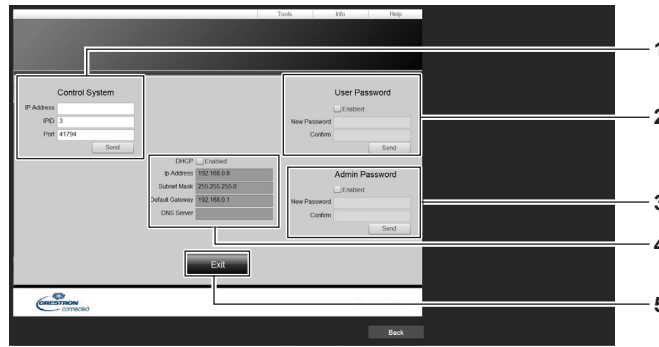 Tools Info Help
1
Control System
IP Address
IPID 3
Port 41794
Send
User Password
Enabled
New Password
Confirm
Send
2
DHCP Enabled
Ip Address 192.168.0.8
Subnet Mask 255.255.255.0
Default Gateway 192.168.0.1
DNS Server
Admin Password
Enabled
New Password
Confirm
Send
3
4
Exit
5
CRESTRON
connected
Back